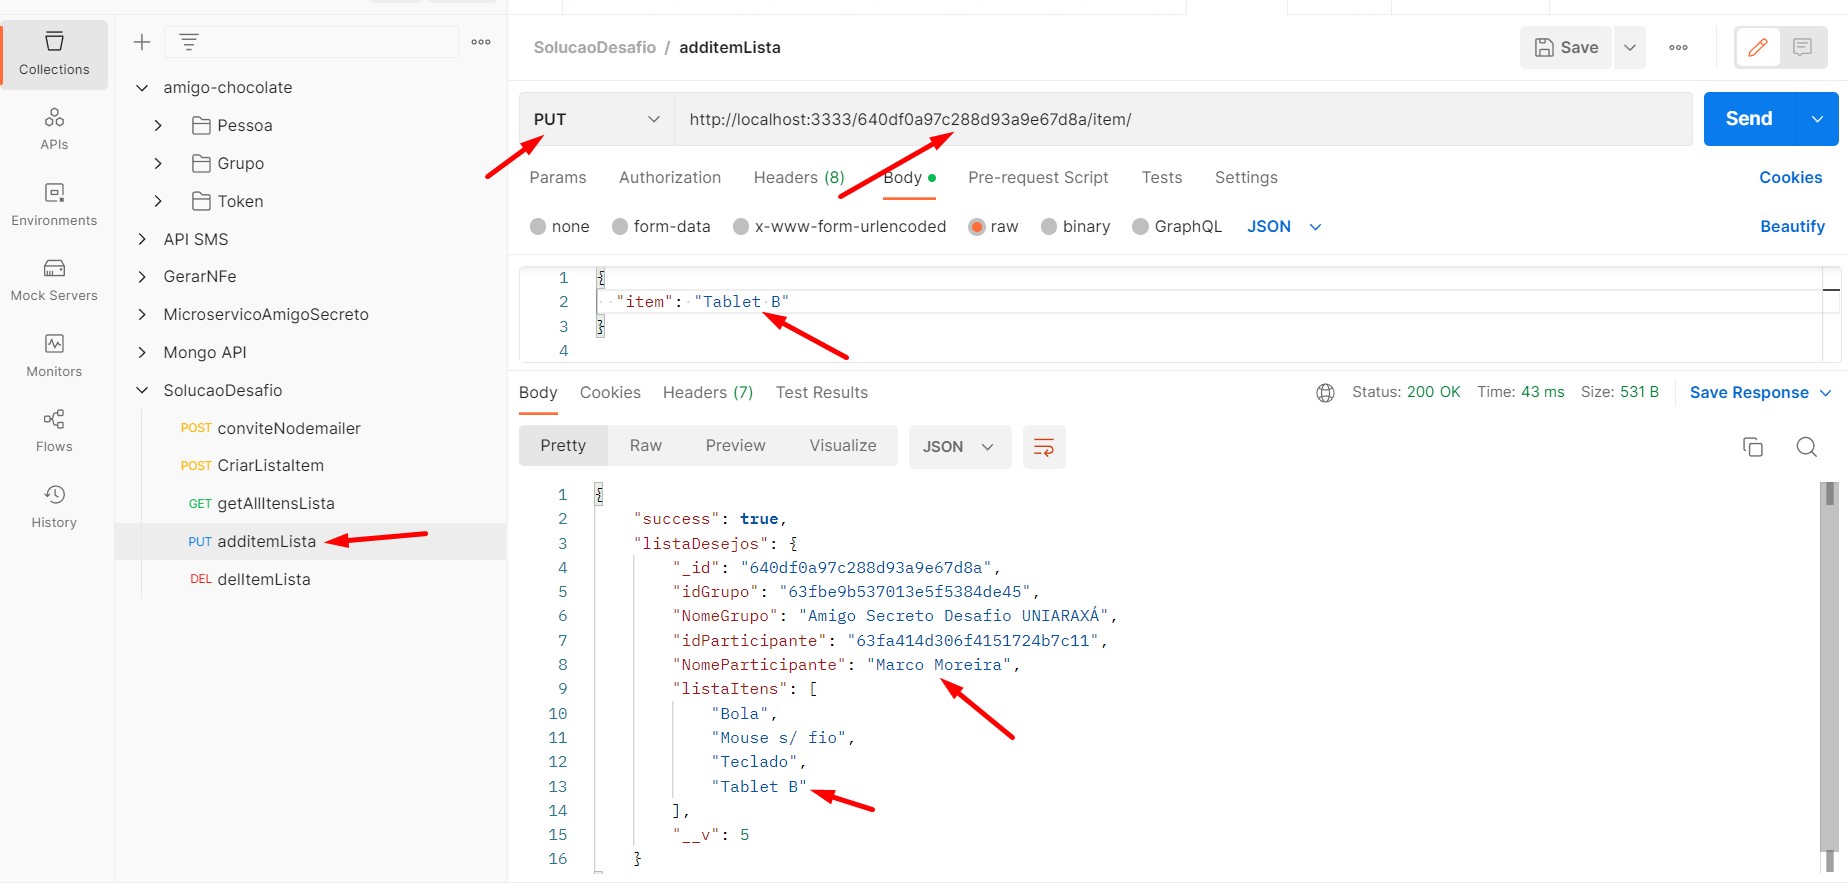 Collections
APIs
Environments
Mock Servers
Monitors
Flows
History
amigo-chocolate
Pessoa
Grupo
Token
API SMS
GerarNFe
MicroservicoAmigoSecreto
Mongo API
SolucaoDesafio
POST conviteNodemailer
POST CriarListaItem
GET getAllItensLista
PUT additemLista
DEL delItemLista
SolucaoDesafio / additemLista
Save
PUT http://localhost:3333/640df0a97c288d93a9e67d8a/item/
Send
Params Authorization Headers (8) Body Pre-request Script Tests Settings Cookies
none form-data x-www-form-urlencoded raw binary GraphQL JSON Beautify
1 {
2 "item": "Tablet B"
3 }
4
Body Cookies Headers (7) Test Results Status: 200 OK Time: 43 ms Size: 531 B Save Response
Pretty Raw Preview Visualize JSON
1 {
2 "success": true,
3 "listaDesejos": {
4 "_id": "640df0a97c288d93a9e67d8a",
5 "idGrupo": "63fbe9b537013e5f5384de45",
6 "NomeGrupo": "Amigo Secreto Desafio UNIARAXÁ",
7 "idParticipante": "63fa414d306f4151724b7c11",
8 "NomeParticipante": "Marco Moreira",
9 "listaItens": [
10 "Bola",
11 "Mouse s/ fio",
12 "Teclado",
13 "Tablet B"
14 ],
15 "__v": 5
16 }